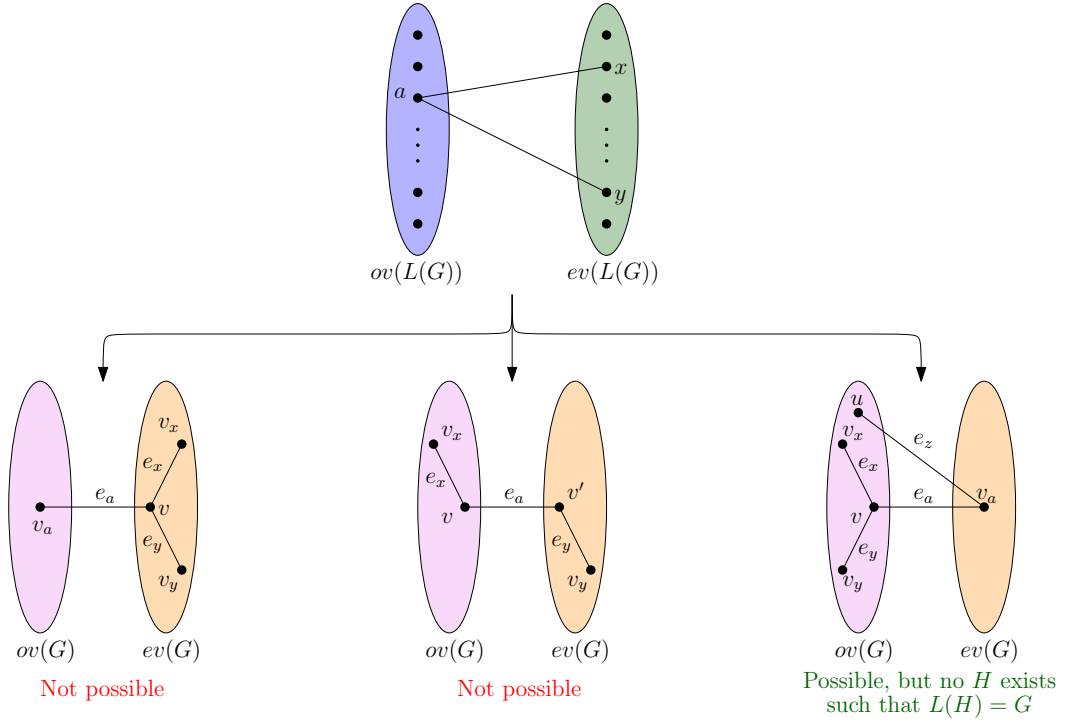 a
x
y
ov(L(G))
ev(L(G))
v_x
e_x
e_a
v
v_a
e_y
v_y
ov(G)
ev(G)
Not possible
v_x
e_x
e_a
v'
v
e_y
v_y
ov(G)
ev(G)
Not possible
u
v_x
e_z
e_x
e_a
v_a
v
e_y
v_y
ov(G)
ev(G)
Possible, but no H exists
such that L(H) = G